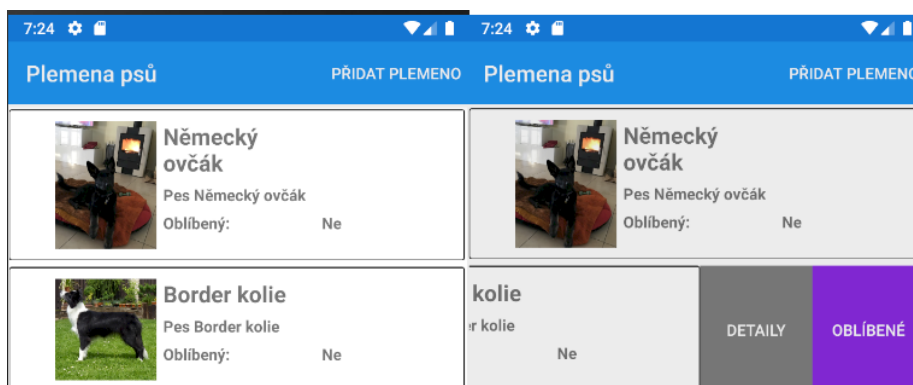 7:24
Plemena psů PŘIDAT PLEMENO
Německý
ovčák
Pes Německý ovčák
Oblíbený: Ne
Border kolie
Pes Border kolie
Oblíbený: Ne
7:24
Plemena psů PŘIDAT PLEMENO
Německý
ovčák
Pes Německý ovčák
Oblíbený: Ne
kolie
r kolie
Ne
DETAILY OBLÍBENÉ